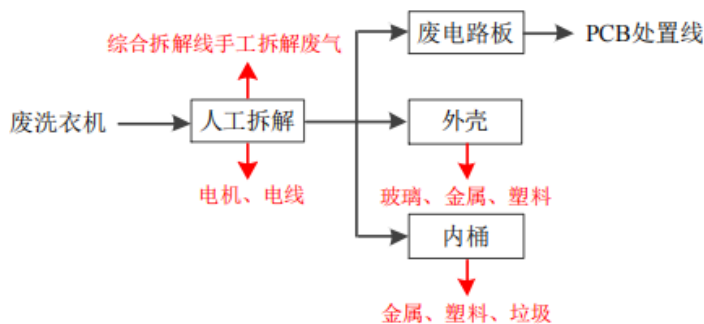 综合拆解线手工拆解废气
废电路板
PCB处置线
废洗衣机
人工拆解
外壳
电机、电线
玻璃、金属、塑料
内桶
金属、塑料、垃圾